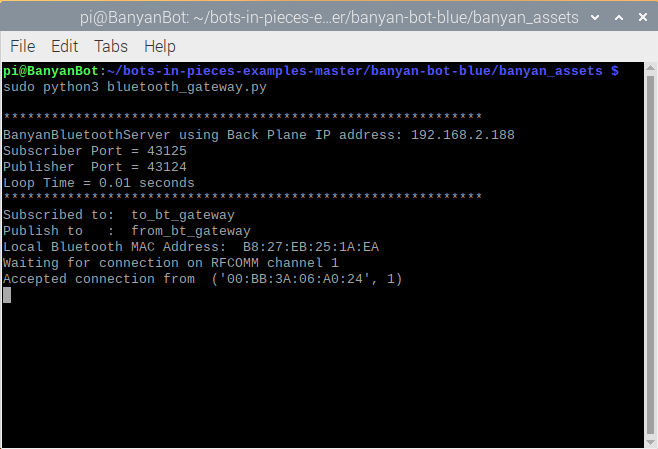 pi@BanyanBot: ~/bots-in-pieces-e...er/banyan-bot-blue/banyan_assets
File Edit Tabs Help
pi@BanyanBot:~/bots-in-pieces-examples-master/banyan-bot-blue/banyan_assets $
sudo python3 bluetooth_gateway.py
************************************************************
BanyanBluetoothServer using Back Plane IP address: 192.168.2.188
Subscriber Port = 43125
Publisher  Port = 43124
Loop Time = 0.01 seconds
************************************************************
Subscribed to:  to_bt_gateway
Publish to   :  from_bt_gateway
Local Bluetooth MAC Address:  B8:27:EB:25:1A:EA
Waiting for connection on RFCOMM channel 1
Accepted connection from  ('00:BB:3A:06:A0:24', 1)